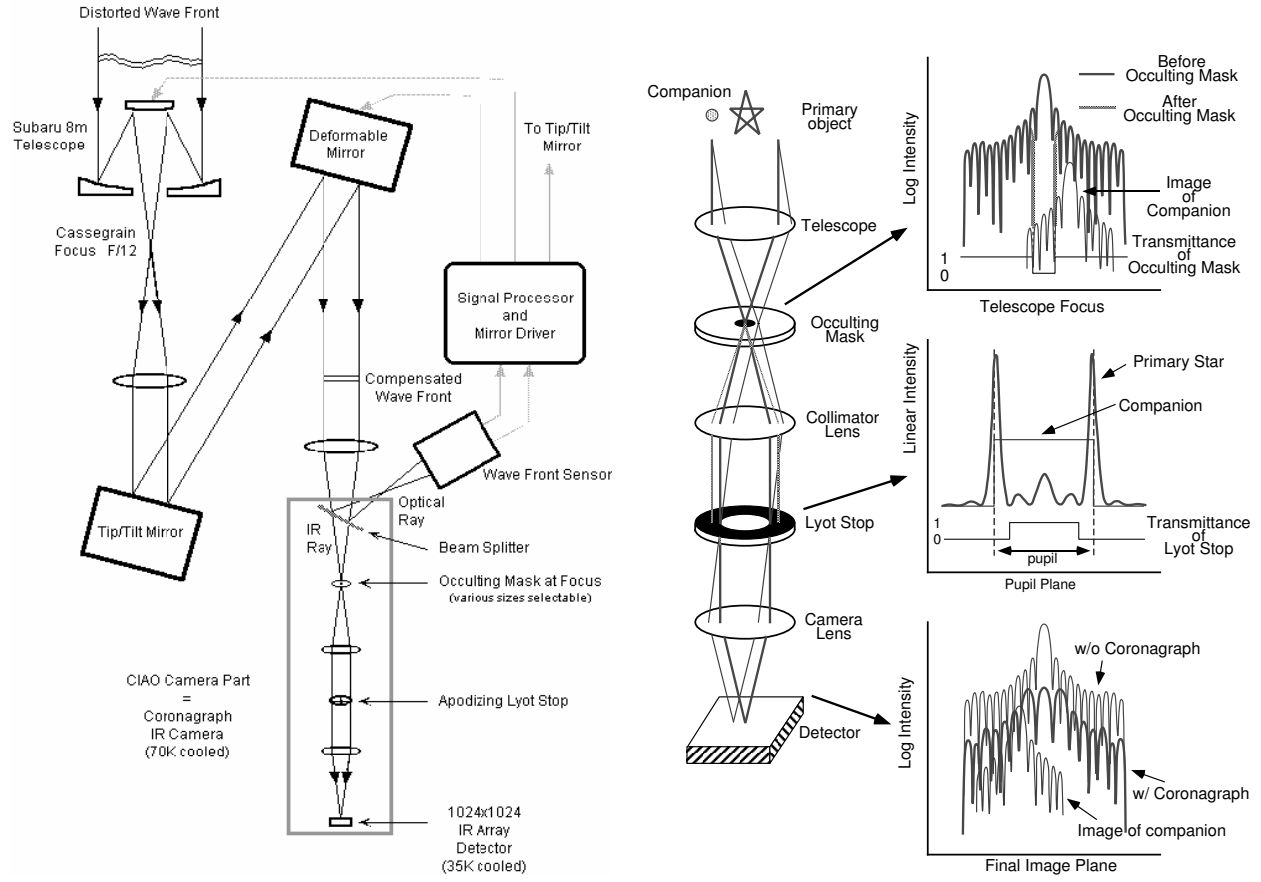 Distorted Wave Front
Subaru 8m
Telescope
Cassegrain
Focus F/12
Deformable
Mirror
To Tip/Tilt
Mirror
Signal Processor
and
Mirror Driver
Compensated
Wave Front
Wave Front Sensor
Tip/Tilt Mirror
Optical
Ray
IR
Ray
Beam Splitter
Occulting Mask at Focus
(various sizes selectable)
CIAO Camera Part
=
Coronagraph
IR Camera
(70K cooled)
Apodizing Lyot Stop
1024x1024
IR Array
Detector
(35K cooled)
Companion
Primary
object
Telescope
Occulting
Mask
Collimator
Lens
Lyot Stop
Camera
Lens
Detector
Log Intensity
Before
Occulting Mask
After
Occulting Mask
Image
of
Companion
Transmittance
of
Occulting Mask
1
0
Telescope Focus
Linear Intensity
Primary Star
Companion
1
0
Transmittance
of
Lyot Stop
pupil
Pupil Plane
Log Intensity
w/o Coronagraph
w/ Coronagraph
Image of companion
Final Image Plane